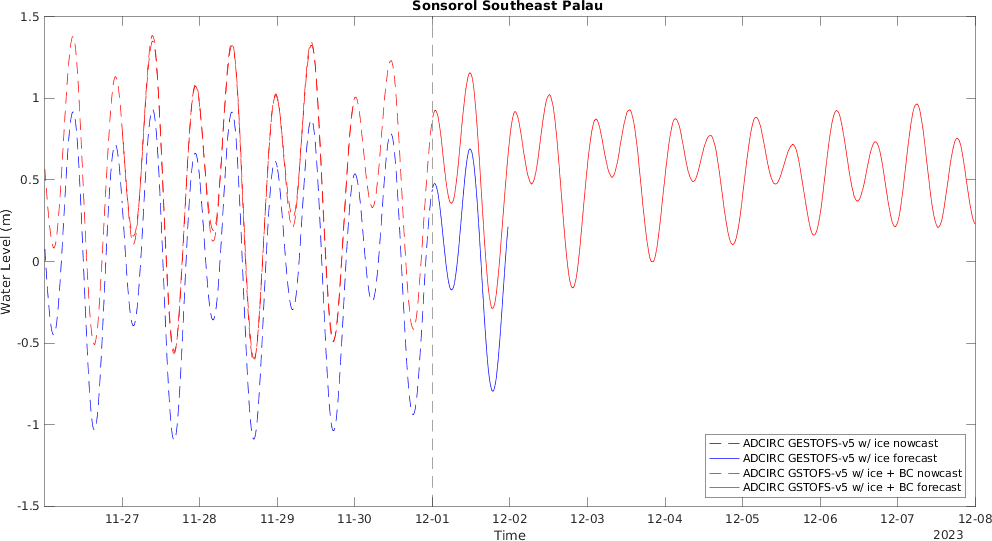 Sonsorol Southeast Palau
1.5
1
0.5
0
-0.5
-1
-1.5
Water Level (m)
ADCIRC GESTOFS-v5 w/ ice nowcast
ADCIRC GESTOFS-v5 w/ ice forecast
ADCIRC GSTOFS-v5 w/ ice + BC nowcast
ADCIRC GSTOFS-v5 w/ ice + BC forecast
11-27 11-28 11-29 11-30 12-01 12-02 12-03 12-04 12-05 12-06 12-07 12-08
Time
2023